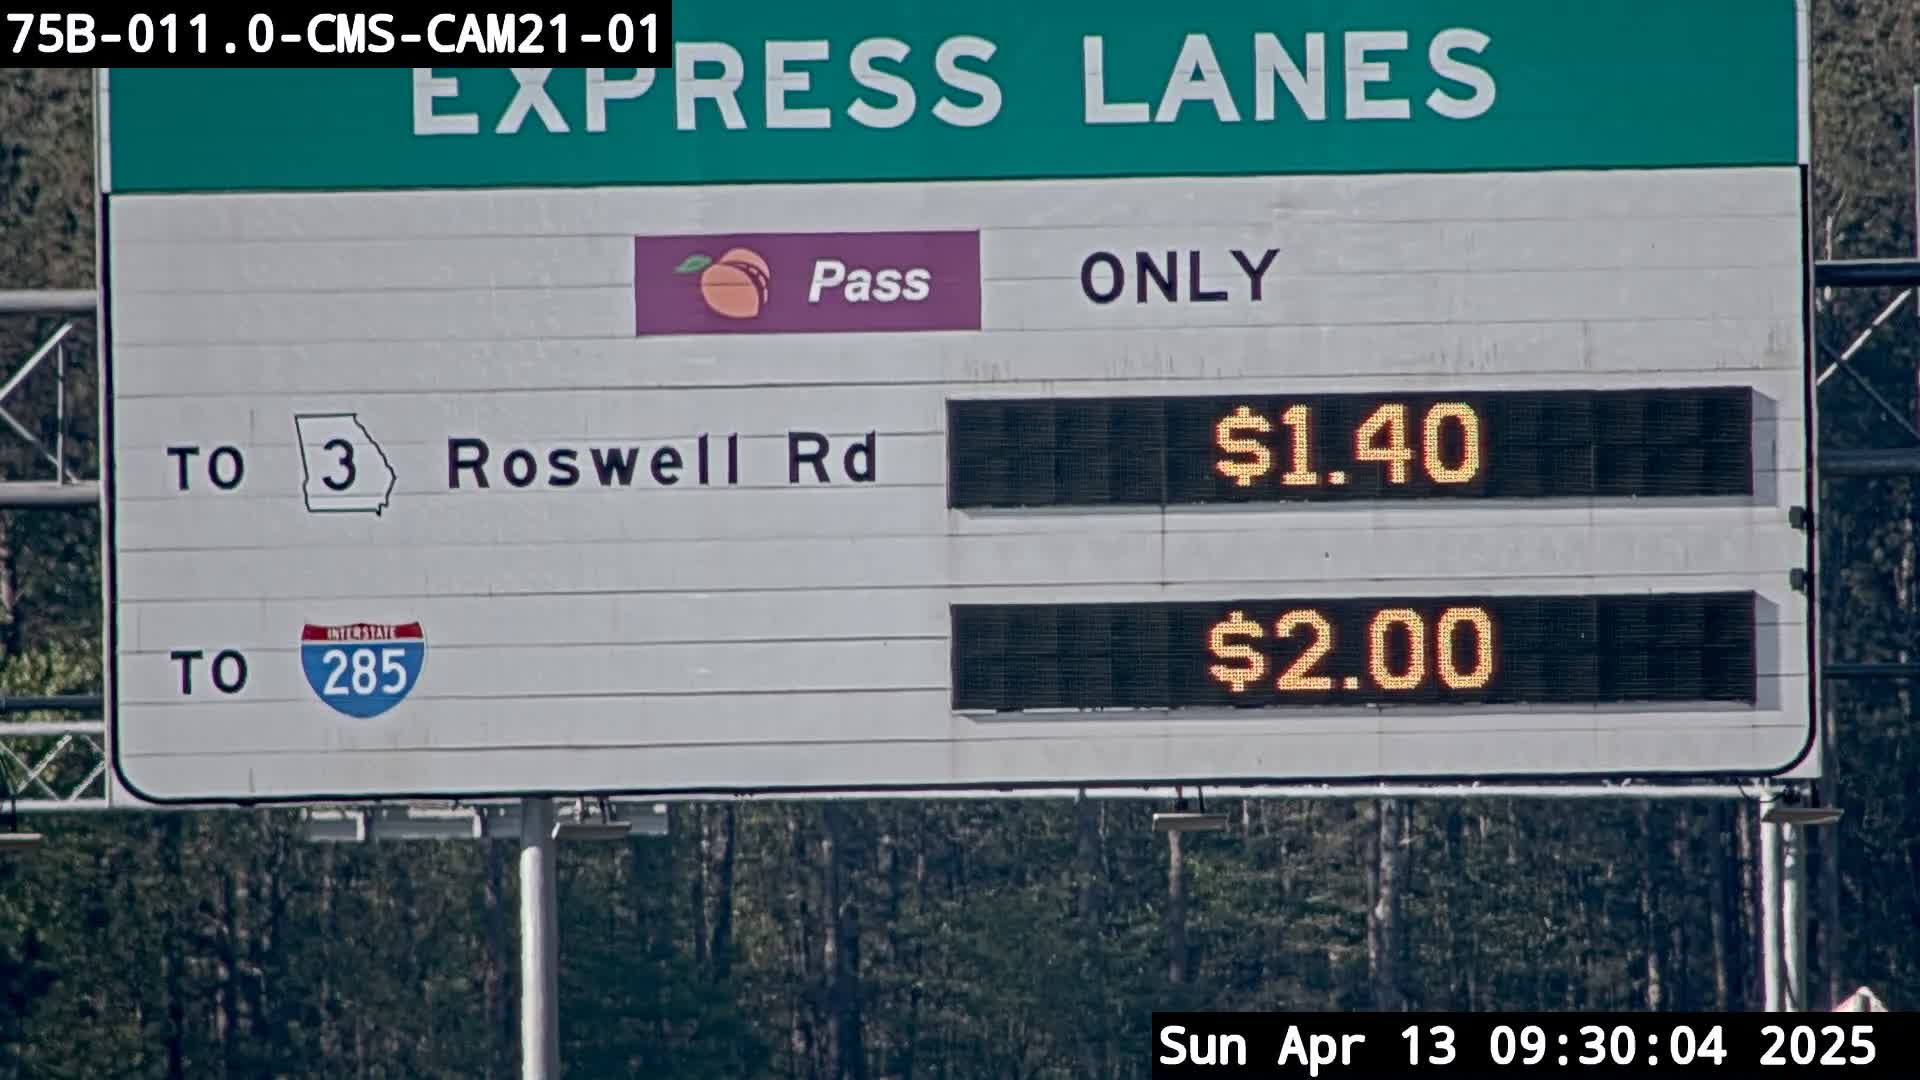 75B-011.0-CMS-CAM21-01
EXPRESS LANES
Pass ONLY
TO 3 Roswell Rd $1.40
TO INTERSTATE 285 $2.00
Sun Apr 13 09:30:04 2025